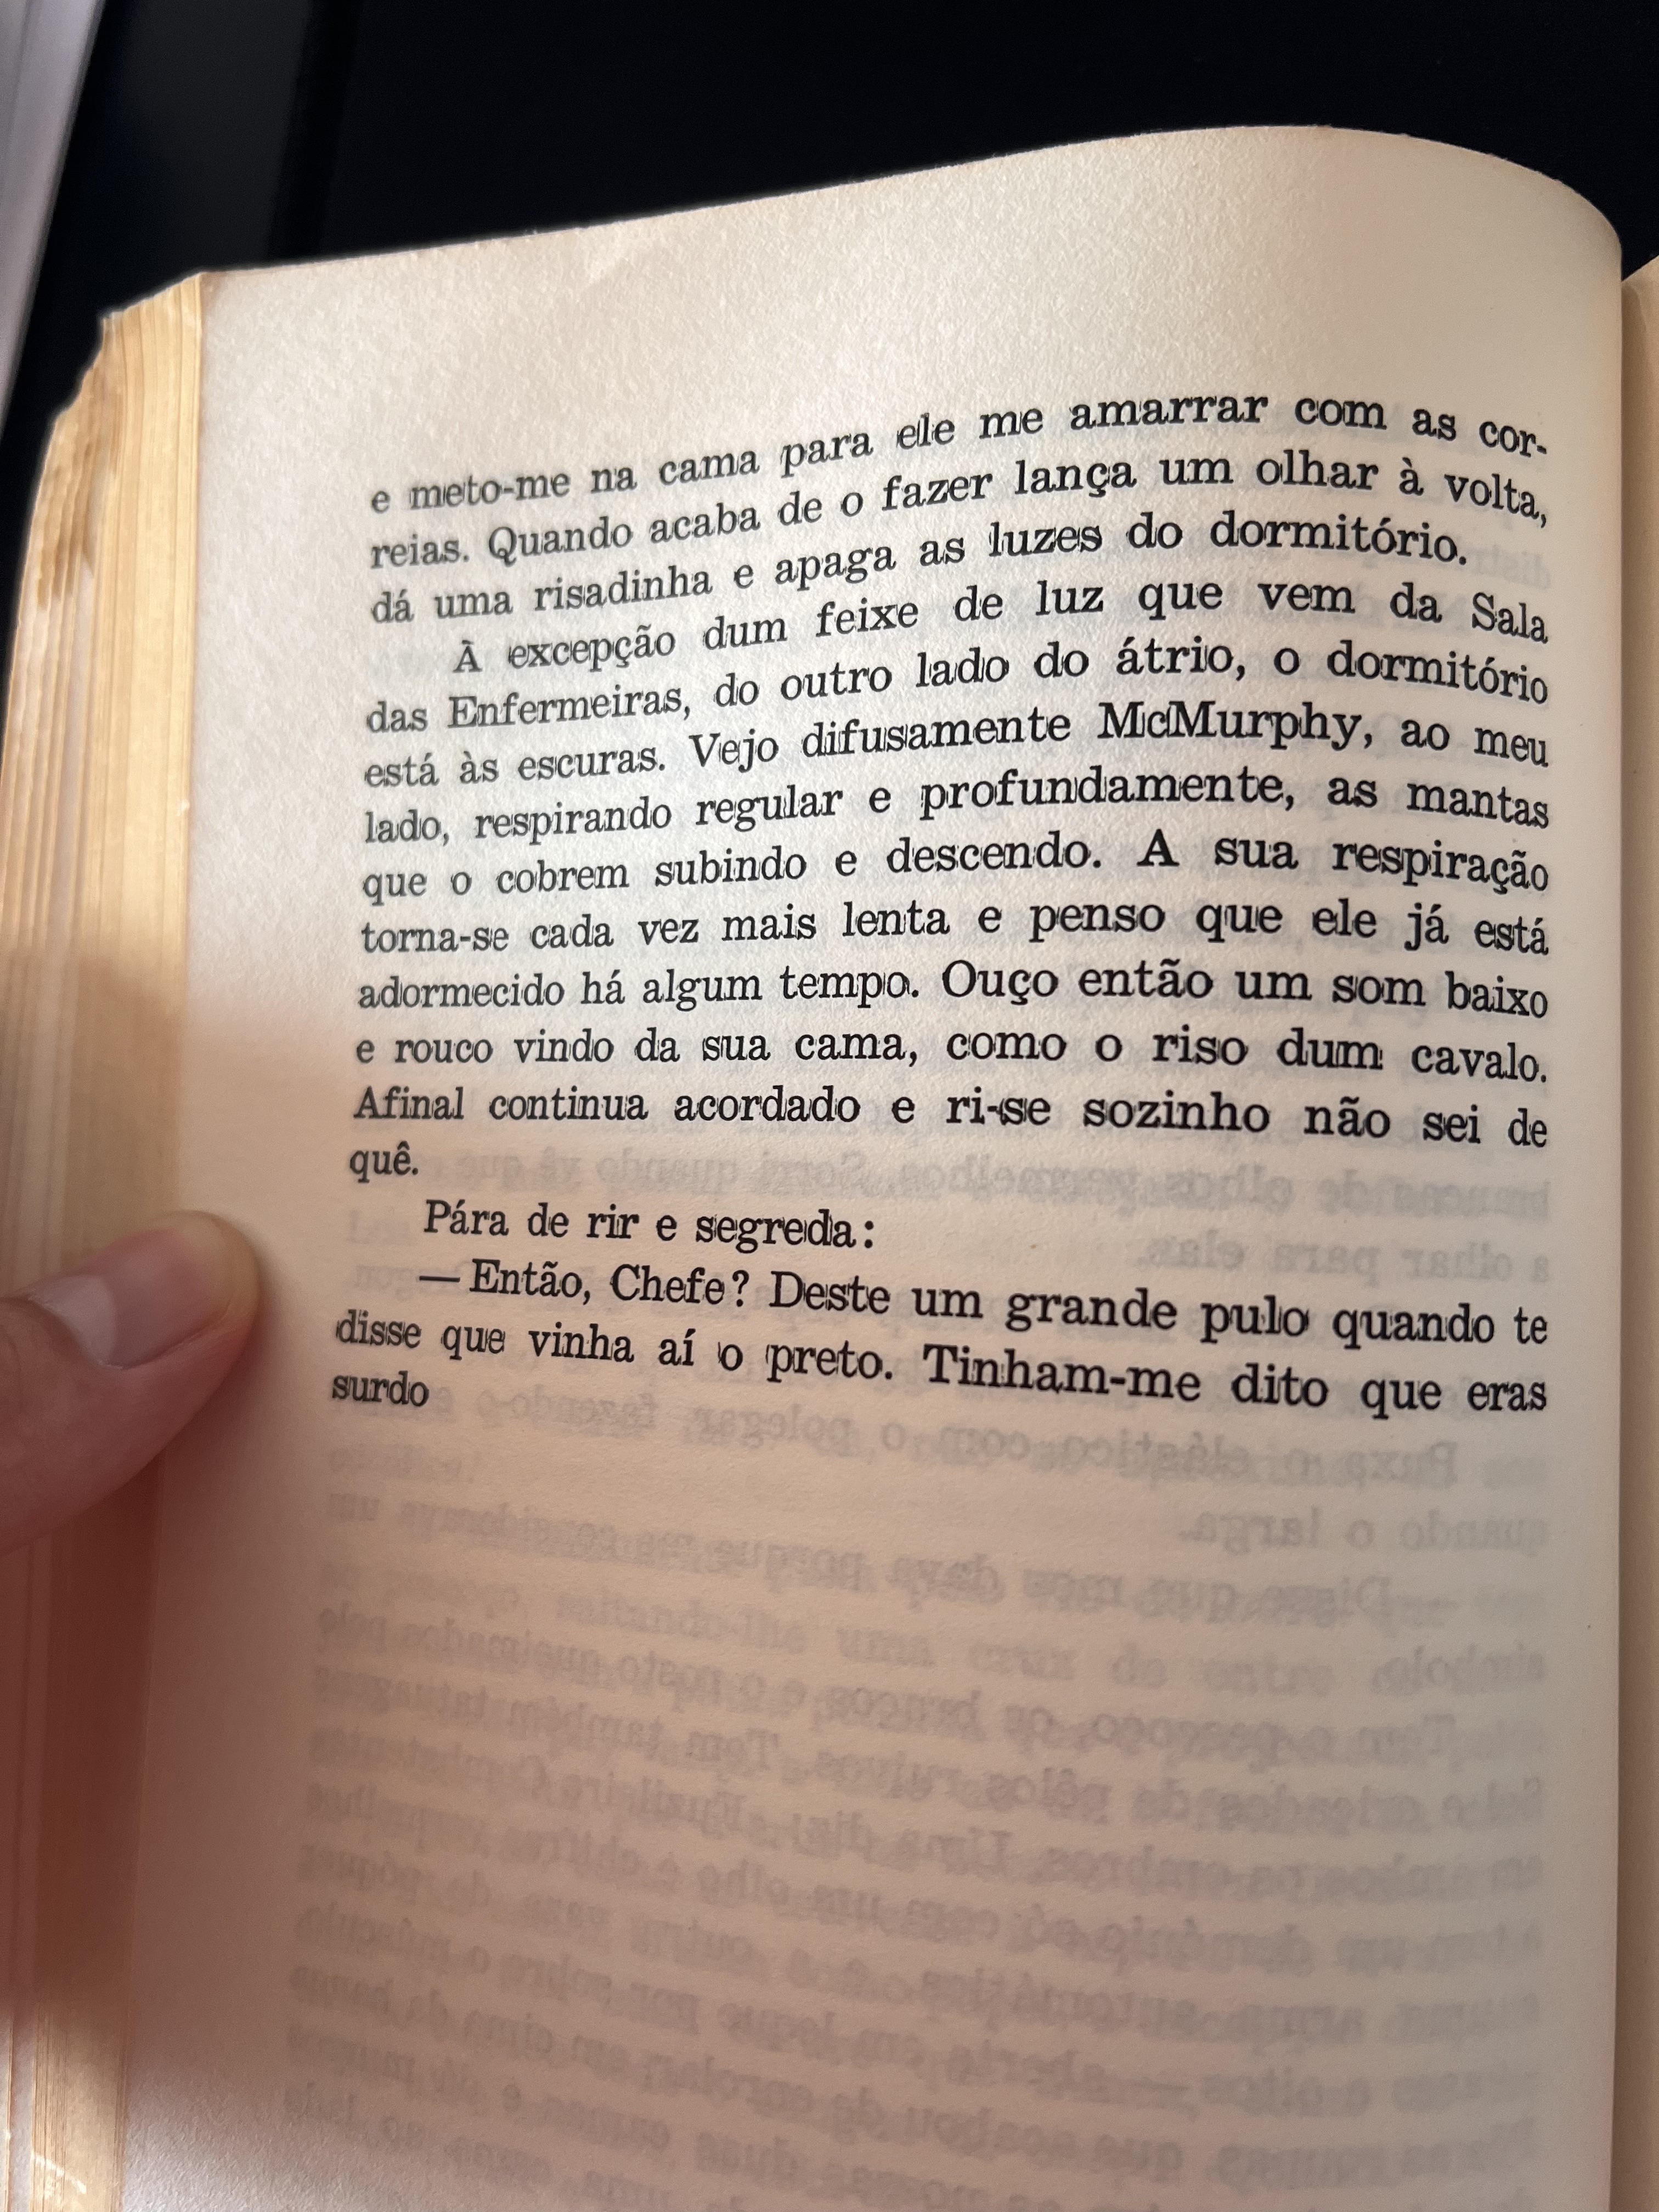 e meto-me na cama para ele me amarrar com as cor-
reias. Quando acaba de o fazer lança um olhar à volta,
dá uma risadinha e apaga as luzes do dormitório.
À excepção dum feixe de luz que vem da Sala
das Enfermeiras, do outro lado do átrio, o dormitório
está às escuras. Vejo difusamente McMurphy, ao meu
lado, respirando regular e profundamente, as mantas
que o cobrem subindo e descendo. A sua respiração
torna-se cada vez mais lenta e penso que ele já está
adormecido há algum tempo. Ouço então um som baixo
e rouco vindo da sua cama, como o riso dum cavalo.
Afinal continua acordado e ri-se sozinho não sei de
quê.
Pára de rir e segreda:
— Então, Chefe? Deste um grande pulo quando te
disse que vinha aí o preto. Tinham-me dito que eras
surdo